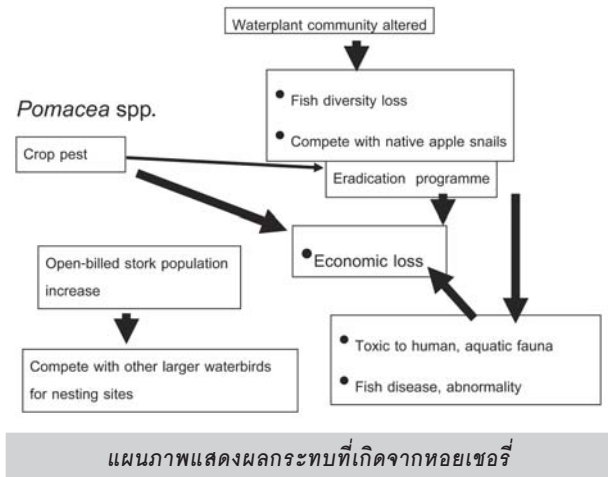 Waterplant community altered
• Fish diversity loss
• Compete with native apple snails
Pomacea spp.
Crop pest
Eradication programme
• Economic loss
Open-billed stork population
increase
Compete with other larger waterbirds
for nesting sites
• Toxic to human, aquatic fauna
• Fish disease, abnormality
แผนภาพแสดงผลกระทบที่เกิดจากหอยเชอรี่